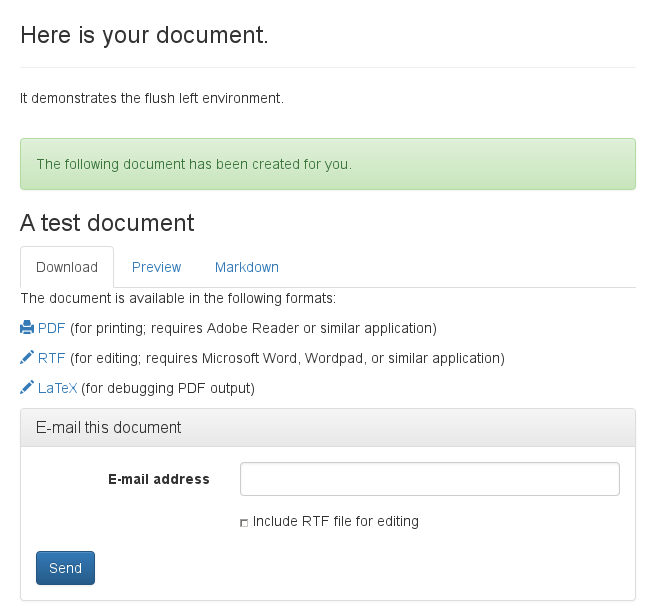 Here is your document.
It demonstrates the flush left environment.
The following document has been created for you.
A test document
Download Preview Markdown
The document is available in the following formats:
PDF (for printing; requires Adobe Reader or similar application)
RTF (for editing; requires Microsoft Word, Wordpad, or similar application)
LaTeX (for debugging PDF output)
E-mail this document
E-mail address
Include RTF file for editing
Send